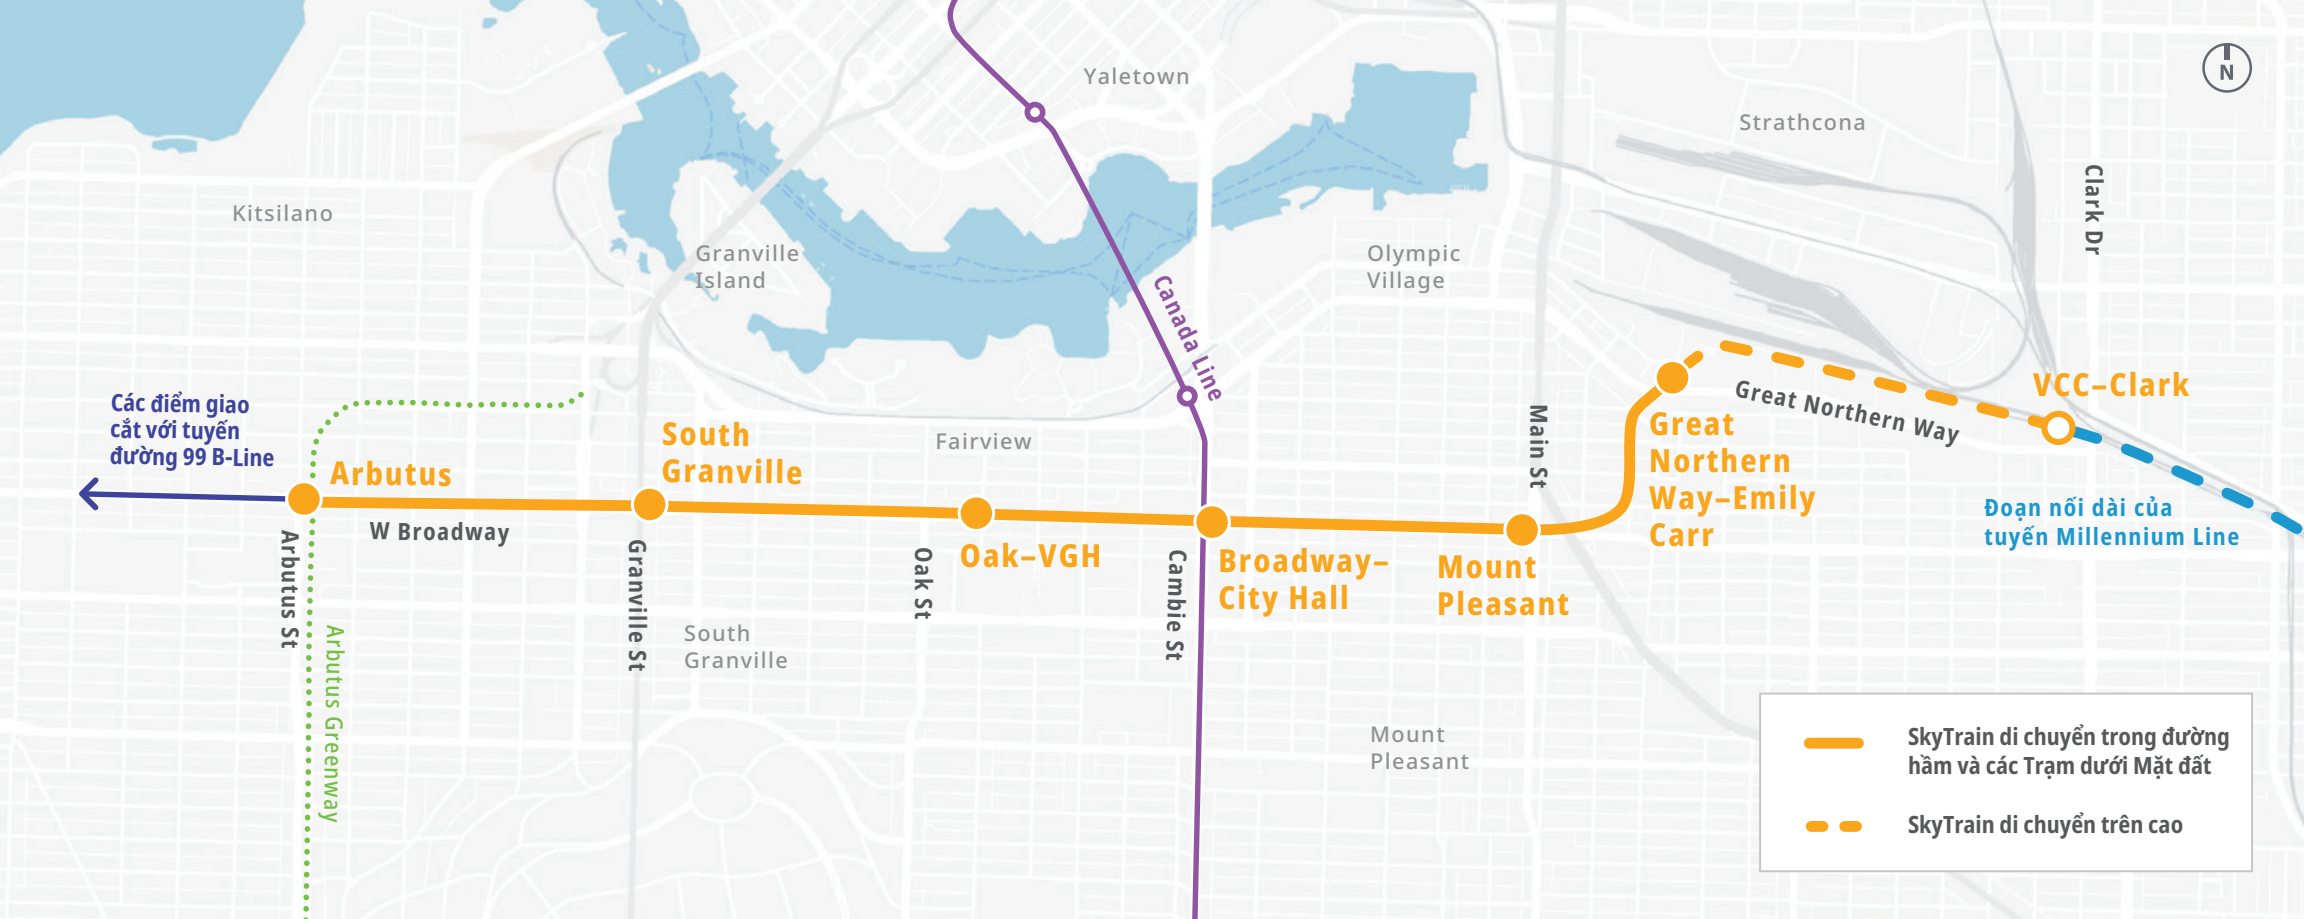 N
Yaletown
Strathcona
Clark Dr
Kitsilano
Granville
Island
Olympic
Village
Canada Line
Các điểm giao
cắt với tuyến
đường 99 B-Line
Arbutus
South
Granville
Fairview
Main St
Great
Northern
Way–Emily
Carr
Great Northern Way
VCC–Clark
Đoạn nối dài của
tuyến Millennium Line
W Broadway
Arbutus St
Granville St
Oak St
Oak–VGH
Cambie St
Broadway–
City Hall
Mount
Pleasant
Arbutus Greenway
South
Granville
Mount
Pleasant
SkyTrain di chuyển trong đường
hầm và các Trạm dưới Mặt đất
SkyTrain di chuyển trên cao